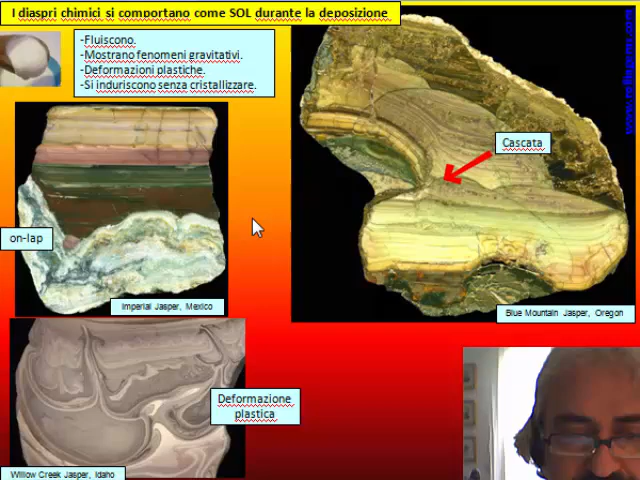 I diaspri chimici si comportano come SOL durante la deposizione
-Fluiscono.
-Mostrano fenomeni gravitativi.
-Deformazioni plastiche.
-Si induriscono senza cristallizzare.
Cascata
on-lap
Imperial Jasper, Mexico
Blue Mountain Jasper, Oregon
Deformazione
plastica
Willow Creek Jasper, Idaho